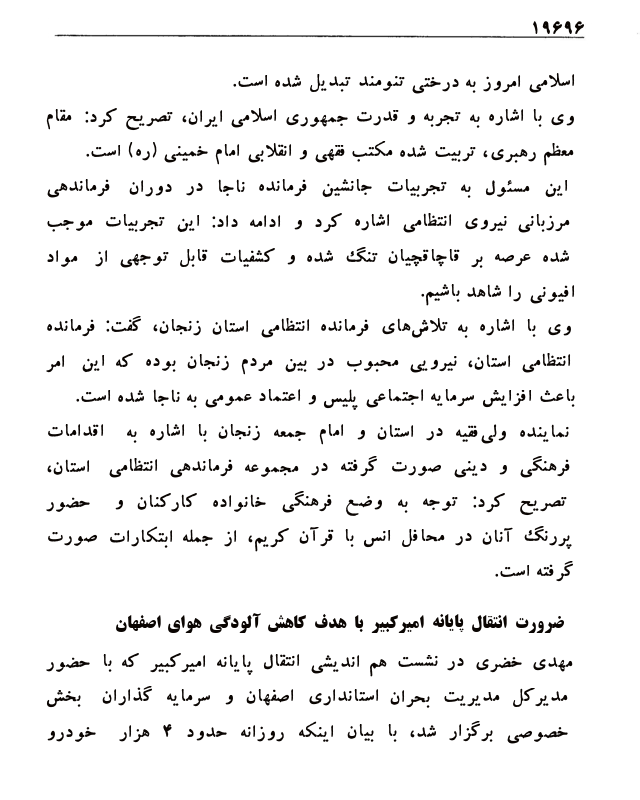 ۱۹۶۹۶
اسلامی امروز به درختی تنومند تبدیل شده است.
وی با اشاره به تجربه و قدرت جمهوری اسلامی ایران، تصریح کرد: مقام
معظم رهبری، تربیت شده مکتب فقهی و انقلابی امام خمینی (ره) است.
این مسئول به تجربیات جانشین فرمانده ناجا در دوران فرماندهی
مرزبانی نیروی انتظامی اشاره کرد و ادامه داد: این تجربیات موجب
شده عرصه بر قاچاقچیان تنگ شده و کشفیات قابل توجهی از مواد
افیونی را شاهد باشیم.
وی با اشاره به تلاش‌های فرمانده انتظامی استان زنجان، گفت: فرمانده
انتظامی استان، نیرویی محبوب در بین مردم زنجان بوده که این امر
باعث افزایش سرمایه اجتماعی پلیس و اعتماد عمومی به ناجا شده است.
نماینده ولی‌فقیه در استان و امام جمعه زنجان با اشاره به اقدامات
فرهنگی و دینی صورت گرفته در مجموعه فرماندهی انتظامی استان،
تصریح کرد: توجه به وضع فرهنگی خانواده کارکنان و حضور
پررنگ آنان در محافل انس با قرآن کریم، از جمله ابتکارات صورت
گرفته است.
ضرورت انتقال پایانه امیرکبیر با هدف کاهش آلودگی هوای اصفهان
مهدی خضری در نشست هم اندیشی انتقال پایانه امیرکبیر که با حضور
مدیرکل مدیریت بحران استانداری اصفهان و سرمایه گذاران بخش
خصوصی برگزار شد، با بیان اینکه روزانه حدود ۴ هزار خودرو